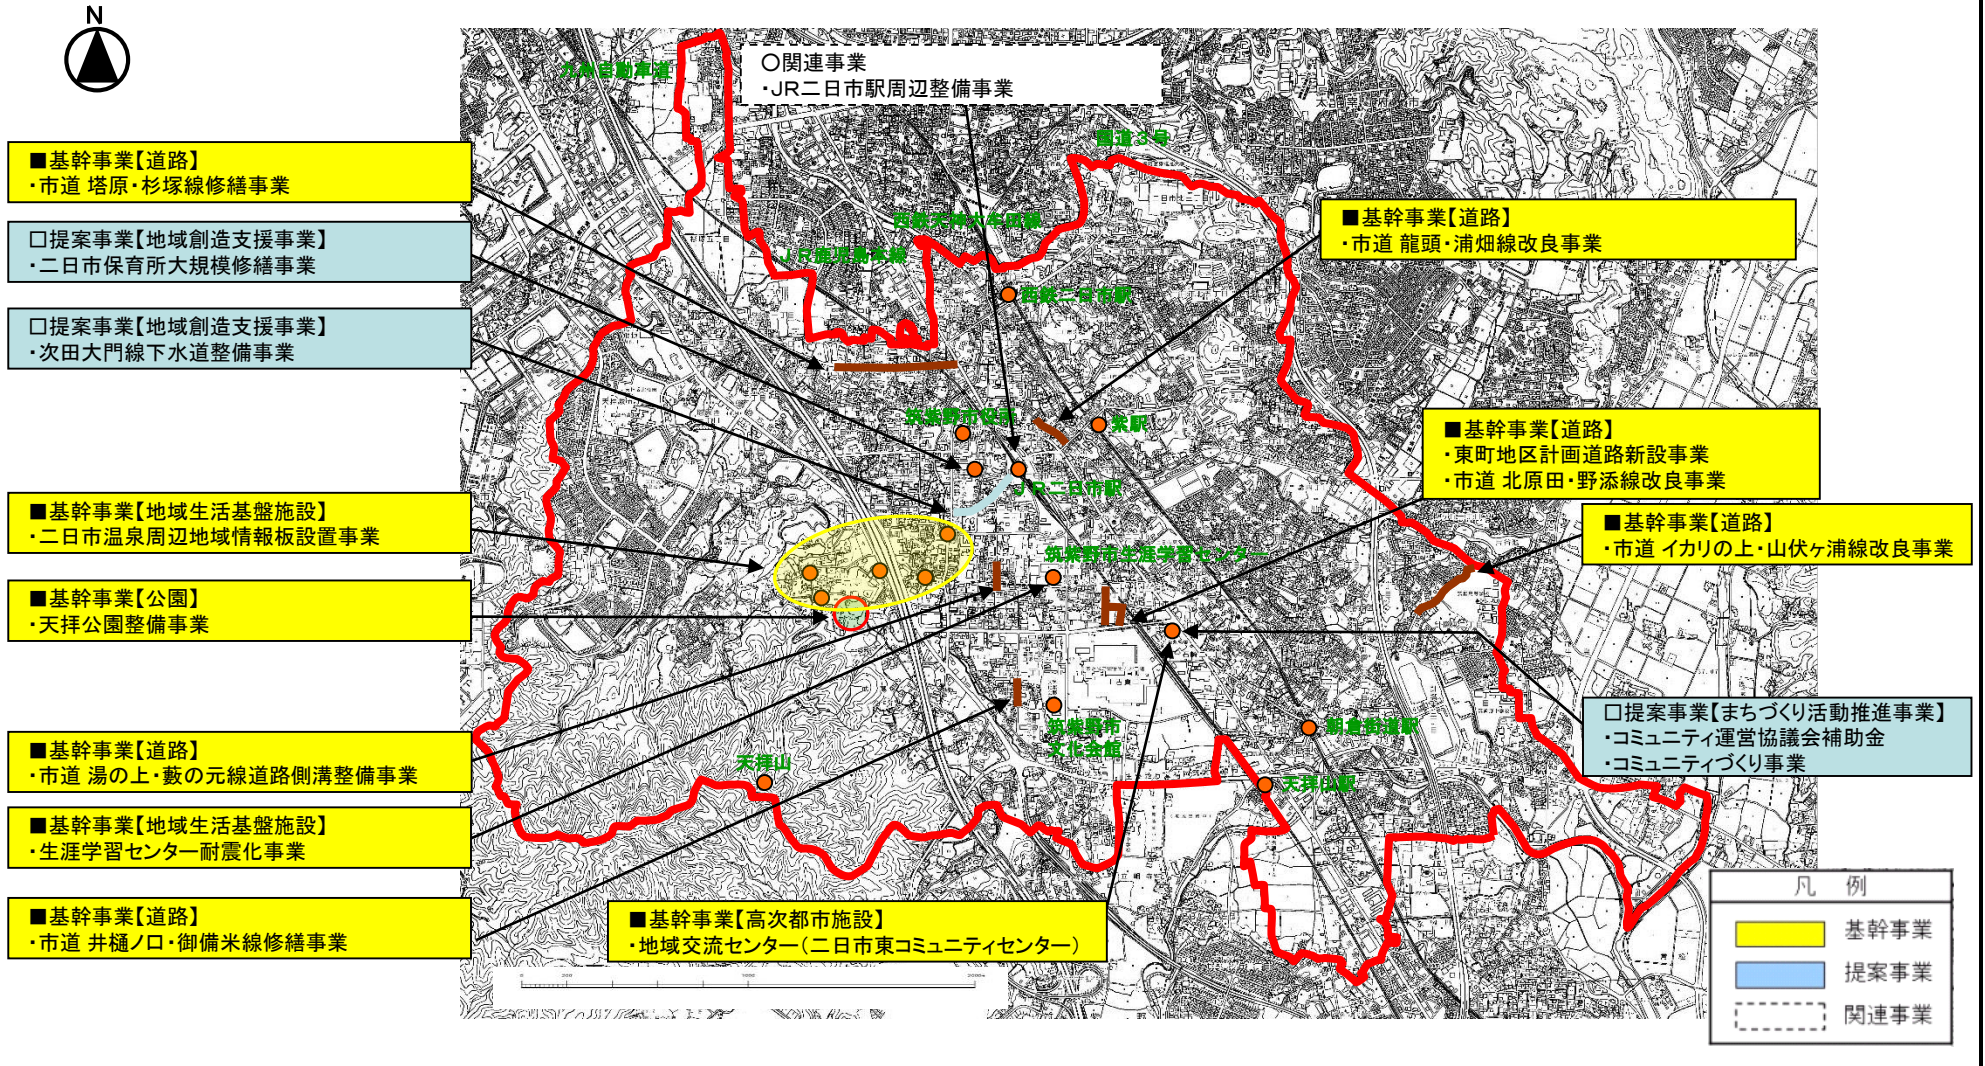 N
○関連事業
・JR二日市駅周辺整備事業
九州自動車道
国道3号
西鉄天神大牟田線
JR鹿児島本線
西鉄二日市駅
筑紫野市役所
紫駅
JR二日市駅
筑紫野市生涯学習センター
筑紫野市
文化会館
朝倉街道駅
天拝山
天拝山駅
■基幹事業【道路】
・市道 塔原・杉塚線修繕事業
□提案事業【地域創造支援事業】
・二日市保育所大規模修繕事業
□提案事業【地域創造支援事業】
・次田大門線下水道整備事業
■基幹事業【地域生活基盤施設】
・二日市温泉周辺地域情報板設置事業
■基幹事業【公園】
・天拝公園整備事業
■基幹事業【道路】
・市道 湯の上・藪の元線道路側溝整備事業
■基幹事業【地域生活基盤施設】
・生涯学習センター耐震化事業
■基幹事業【道路】
・市道 井樋ノ口・御備米線修繕事業
■基幹事業【高次都市施設】
・地域交流センター(二日市東コミュニティセンター)
■基幹事業【道路】
・市道 龍頭・浦畑線改良事業
■基幹事業【道路】
・東町地区計画道路新設事業
・市道 北原田・野添線改良事業
■基幹事業【道路】
・市道 イカリの上・山伏ヶ浦線改良事業
□提案事業【まちづくり活動推進事業】
・コミュニティ運営協議会補助金
・コミュニティづくり事業
凡 例
基幹事業
提案事業
関連事業